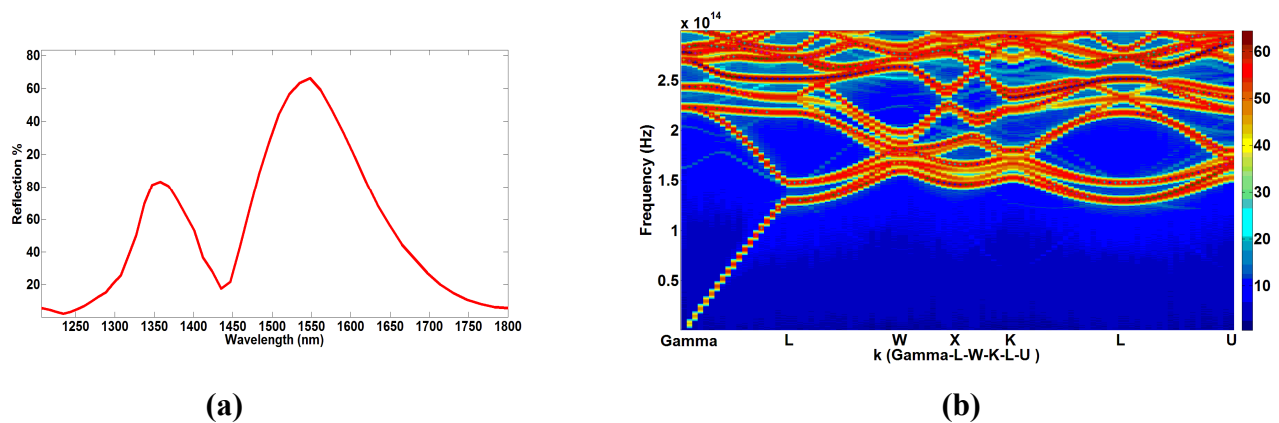 80
60
20
80
40
20
Reflection %
1250 1300 1350 1400 1450 1500 1550 1600 1650 1700 1750 1800
Wavelength (nm)
(a)
x 10^14
2.5
2
1.5
1
0.5
Frequency (Hz)
Gamma L W X K L U
k (Gamma-L-W-K-L-U )
60
50
40
30
20
10
(b)